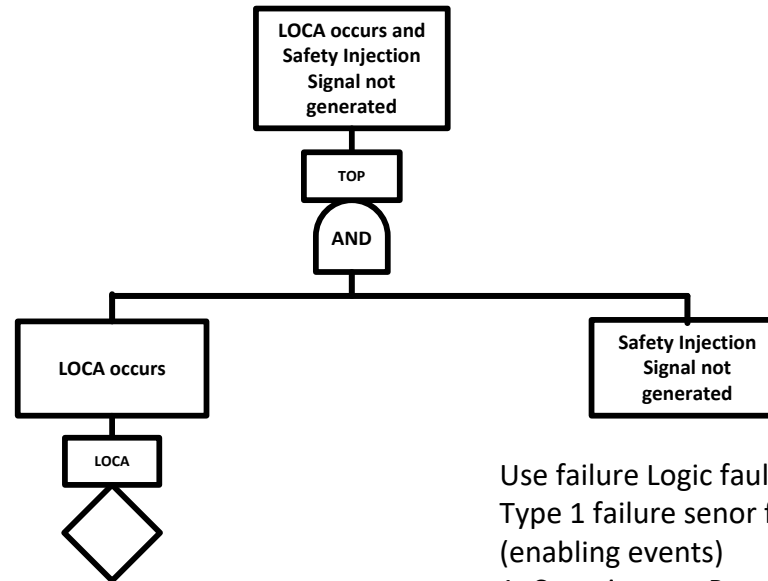 LOCA occurs and
Safety Injection
Signal not
generated
TOP
AND
LOCA occurs
LOCA
Safety Injection
Signal not
generated
Use failure Logic
Type 1 failure senor
(enabling events)